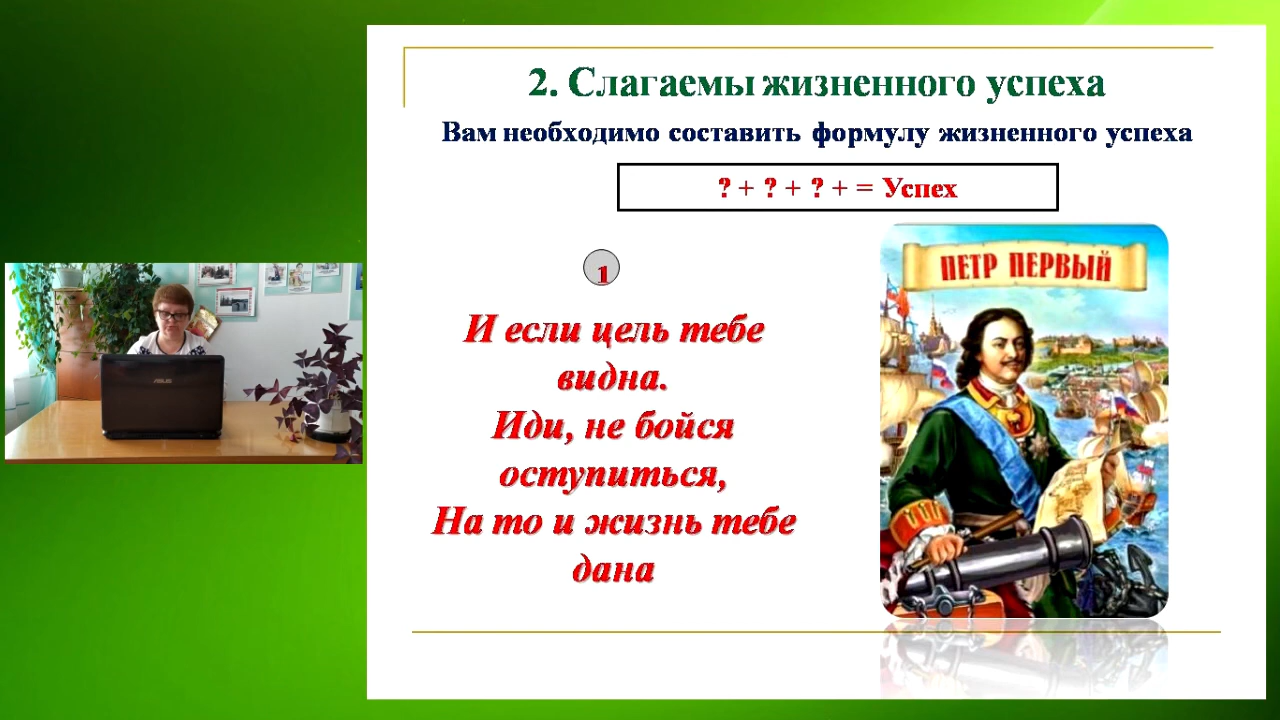 2. Слагаемы жизненного успеха
Вам необходимо составить формулу жизненного успеха
? + ? + ? + = Успех
1
И если цель тебе
видна.
Иди, не бойся
оступиться,
На то и жизнь тебе
дана
ПЕТР ПЕРВЫЙ
ASUS